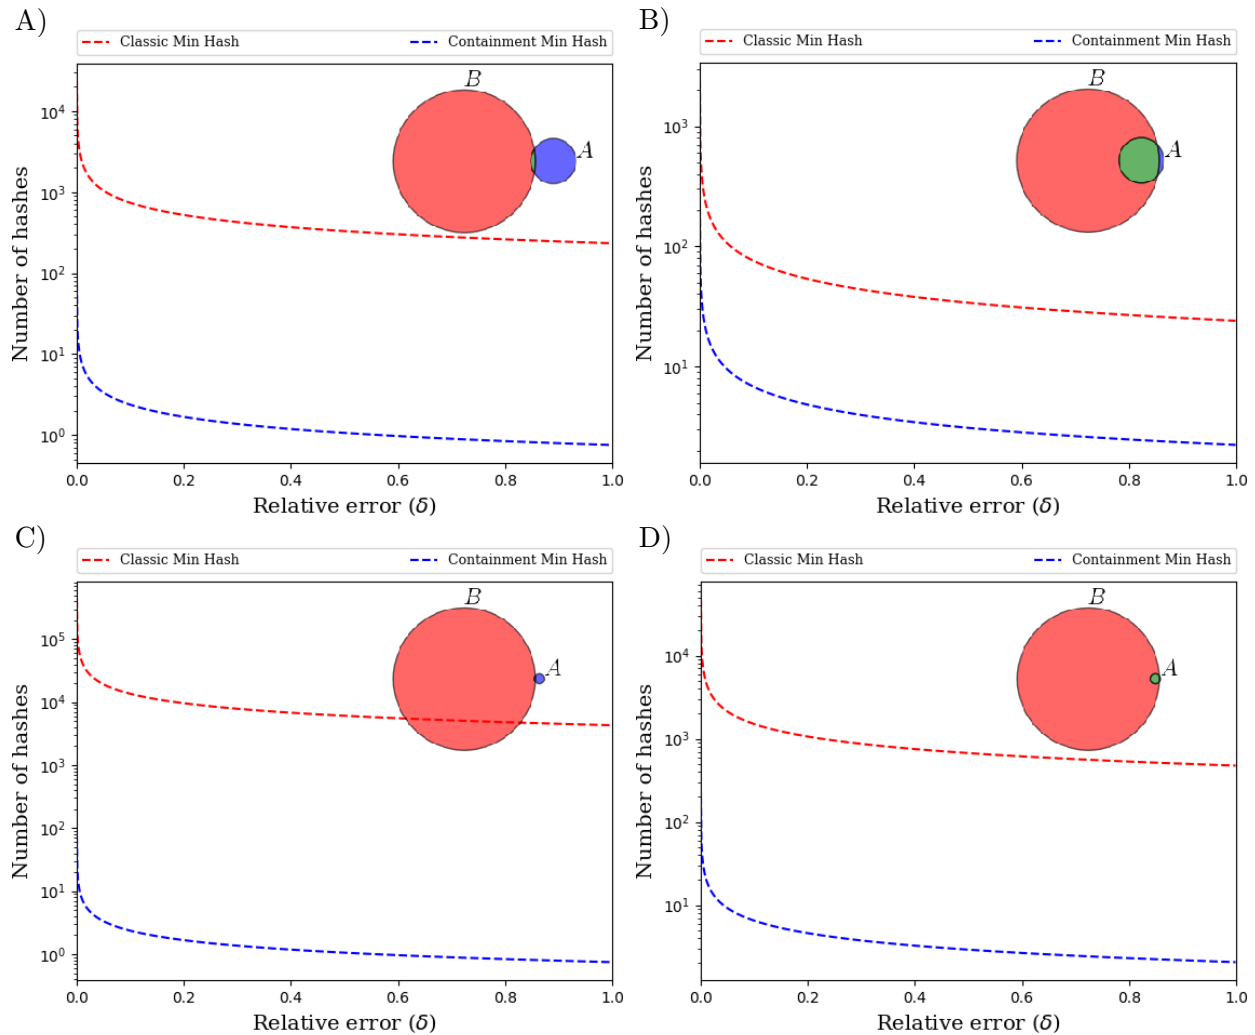 A)
Classic Min Hash Containment Min Hash
B
A
Number of hashes
10^4
10^3
10^2
10^1
10^0
0.0 0.2 0.4 0.6 0.8 1.0
Relative error (δ)
B)
Classic Min Hash Containment Min Hash
B
A
Number of hashes
10^3
10^2
10^1
0.0 0.2 0.4 0.6 0.8 1.0
Relative error (δ)
C)
Classic Min Hash Containment Min Hash
B
A
Number of hashes
10^5
10^4
10^3
10^2
10^1
10^0
0.0 0.2 0.4 0.6 0.8 1.0
Relative error (δ)
D)
Classic Min Hash Containment Min Hash
B
A
Number of hashes
10^4
10^3
10^2
10^1
0.0 0.2 0.4 0.6 0.8 1.0
Relative error (δ)